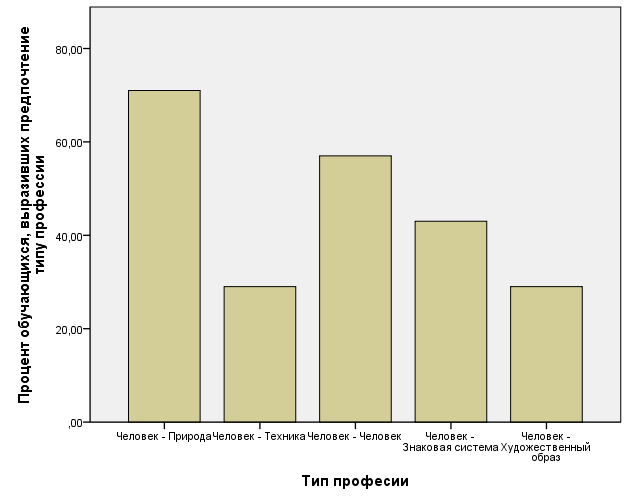 Процент обучающихся, выразивших предпочтение
типу профессии
80,00
60,00
40,00
20,00
,00
Человек - Природа
Человек - Техника
Человек - Человек
Человек -
Знаковая система
Человек -
Художественный
образ
Тип професии